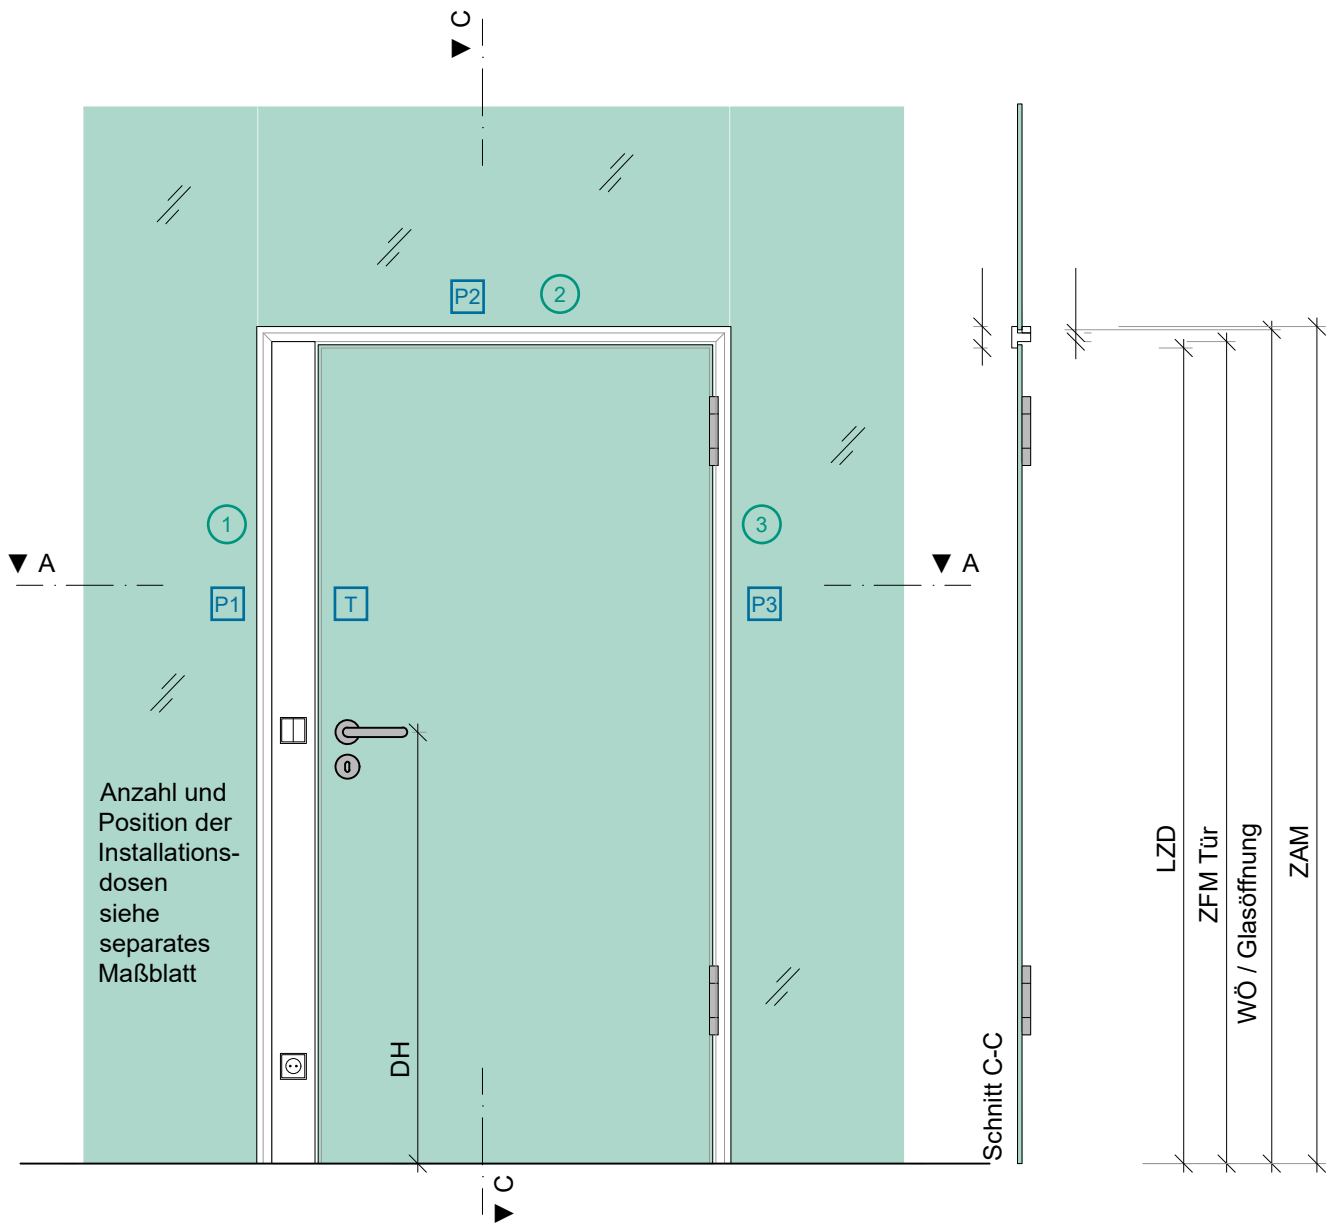 C
P2
2
1
3
A
A
P1
T
P3
Anzahl und
Position der
Installations-
dosen
siehe
separates
Maßblatt
DH
C
Schnitt C-C
LZD
ZFM Tür
WÖ / Glasöffnung
ZAM